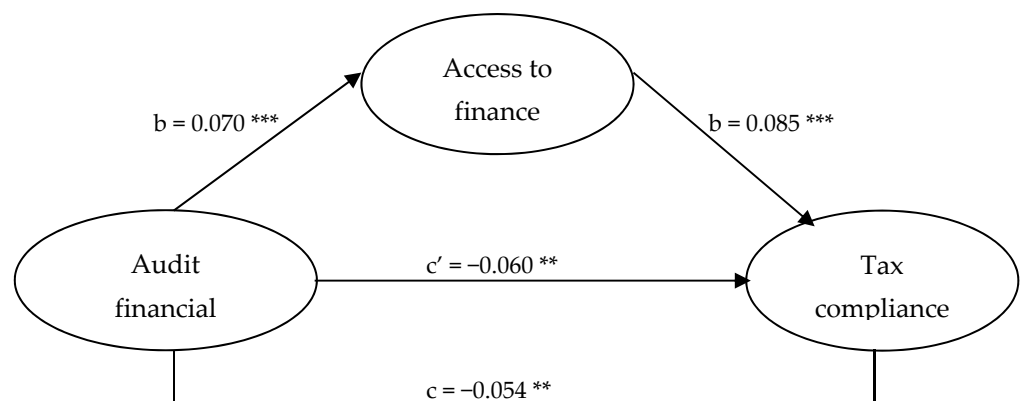 Access to
finance
b = 0.070 ***
b = 0.085 ***
Audit
financial
c′ = −0.060 **
Tax
compliance
c = −0.054 **